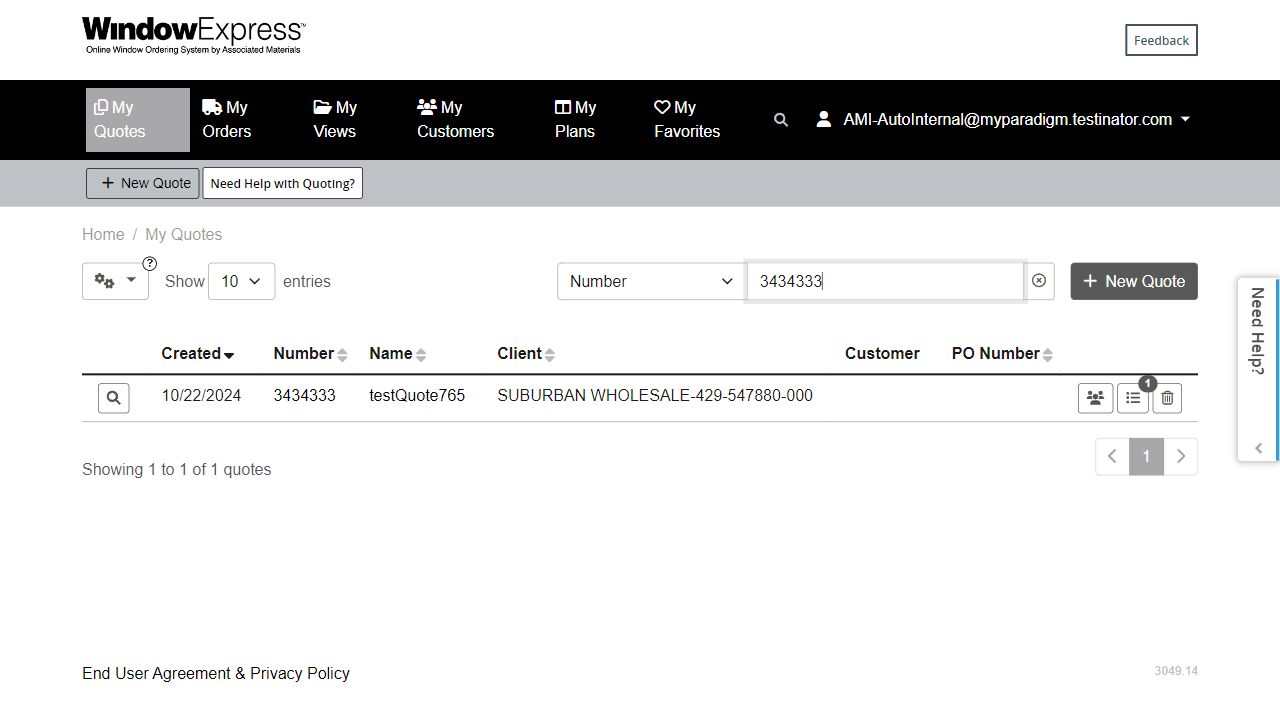 WindowExpress™
Online Window Ordering System by Associated Materials
Feedback
My Quotes
My Orders
My Views
My Customers
My Plans
My Favorites
AMI-AutoInternal@myparadigm.testinator.com
New Quote
Need Help with Quoting?
Home / My Quotes
?
Show 10 entries
Number
3434333
New Quote
Need Help?
Created Number Name Client Customer PO Number
10/22/2024 3434333 testQuote765 SUBURBAN WHOLESALE-429-547880-000
1
Showing 1 to 1 of 1 quotes
1
End User Agreement & Privacy Policy
3049.14